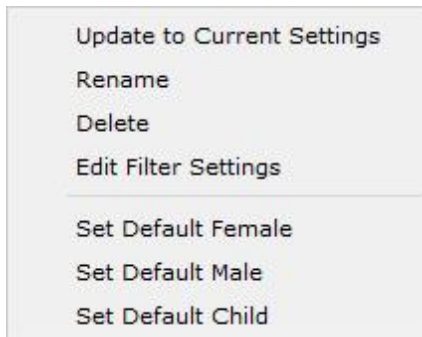 Update to Current Settings
Rename
Delete
Edit Filter Settings
Set Default Female
Set Default Male
Set Default Child